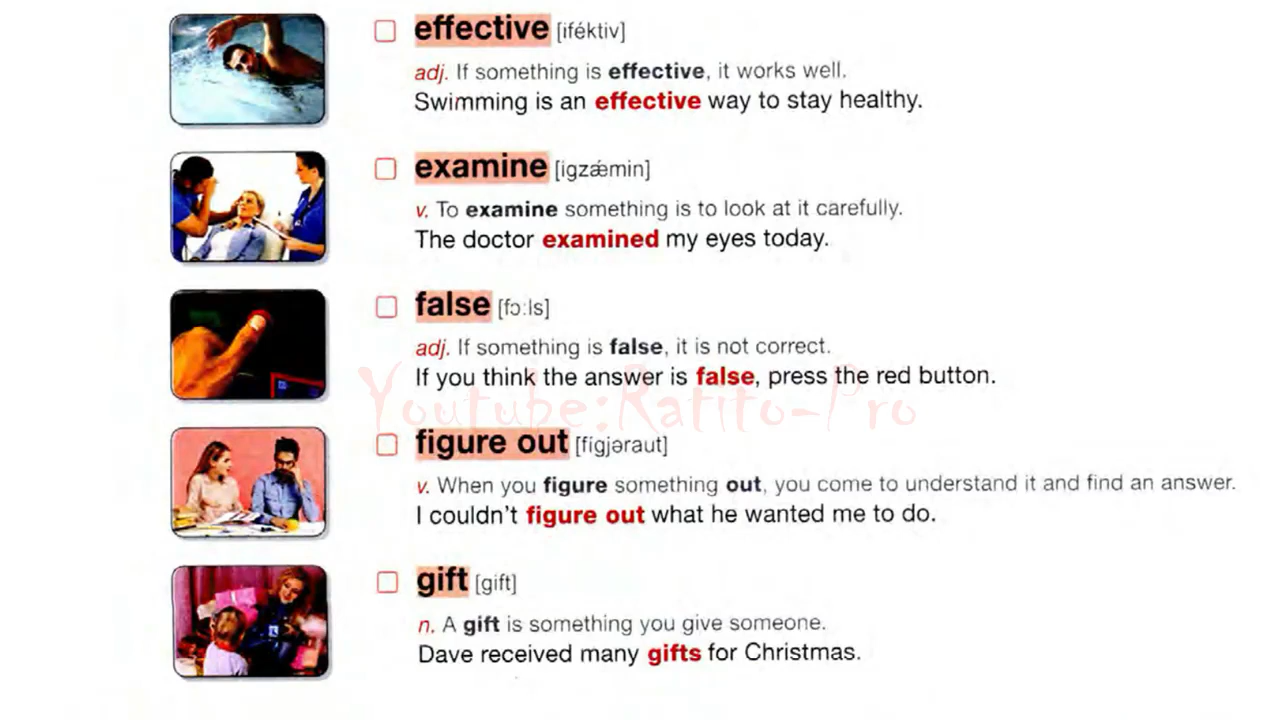 effective [iféktiv]
adj. If something is effective, it works well.
Swimming is an effective way to stay healthy.
examine [igzǽmin]
v. To examine something is to look at it carefully.
The doctor examined my eyes today.
false [fɔːls]
adj. If something is false, it is not correct.
If you think the answer is false, press the red button.
Youtube:Ratito-Pro
figure out [figjəraut]
v. When you figure something out, you come to understand it and find an answer.
I couldn't figure out what he wanted me to do.
gift [gift]
n. A gift is something you give someone.
Dave received many gifts for Christmas.